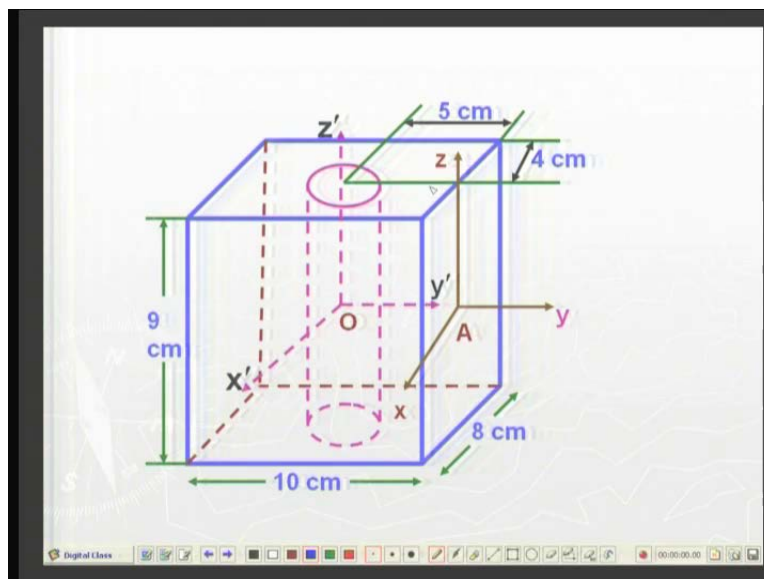 5 cm
z′
z
4 cm
y′
9
cm
O
A
y
x′
x
8 cm
10 cm
N
S
Digital Class
00:00:00.00